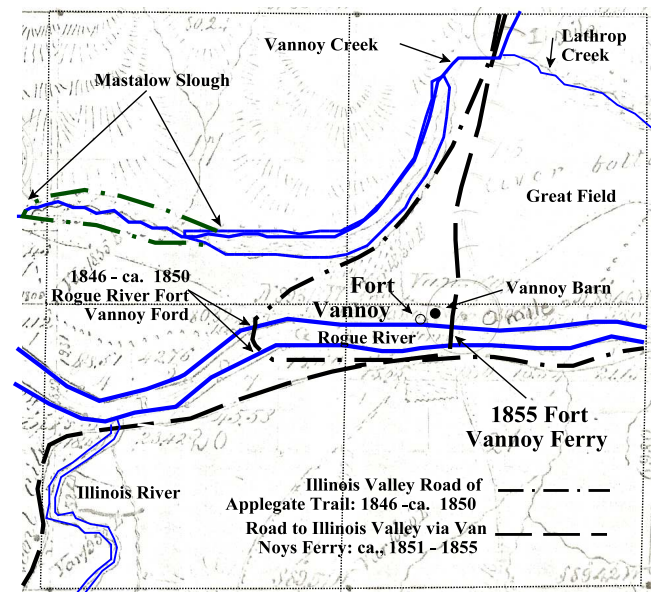 Vannoy Creek
Lathrop
Creek
Mastalow Slough
Great Field
1846 - ca. 1850
Rogue River Fort
Vannoy Ford
Fort
Vannoy
Vannoy Barn
Rogue River
1855 Fort
Vannoy Ferry
Illinois River
Illinois Valley Road of
Applegate Trail: 1846 -ca. 1850
Road to Illinois Valley via Van
Noys Ferry: ca,, 1851 - 1855